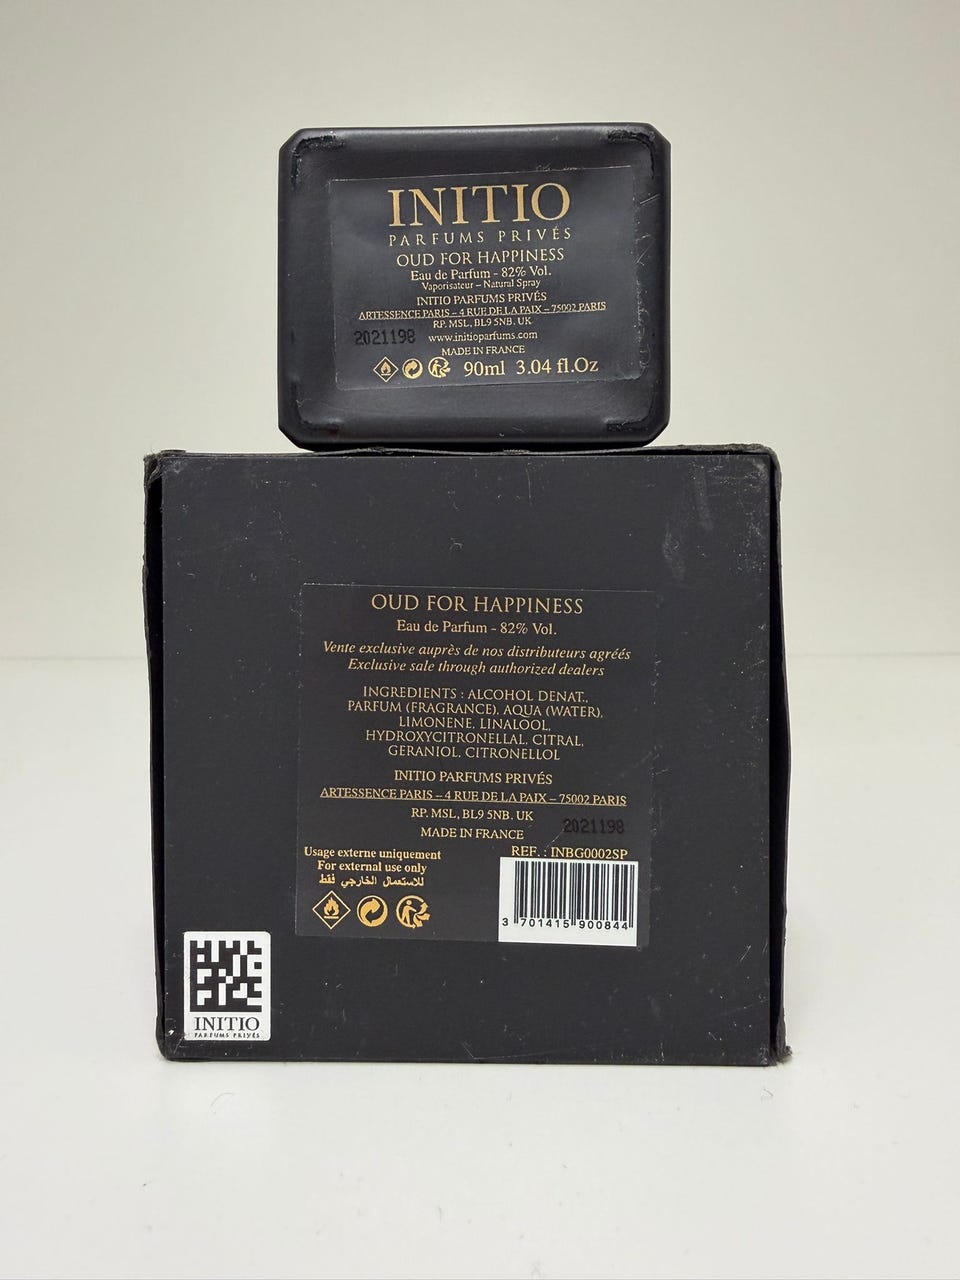 INITIO
PARFUMS PRIVÉS
OUD FOR HAPPINESS
Eau de Parfum - 82% Vol.
Vaporisateur – Natural Spray
INITIO PARFUMS PRIVÉS
ARTESSENCE PARIS – 4 RUE DE LA PAIX – 75002 PARIS
RP. MSL, BL9 5NB. UK
2021198 www.initioparfums.com
MADE IN FRANCE
90ml 3.04 fl.Oz
OUD FOR HAPPINESS
Eau de Parfum - 82% Vol.
Vente exclusive auprès de nos distributeurs agréés
Exclusive sale through authorized dealers
INGREDIENTS : ALCOHOL DENAT.,
PARFUM (FRAGRANCE), AQUA (WATER),
LIMONENE, LINALOOL,
HYDROXYCITRONELLAL, CITRAL,
GERANIOL, CITRONELLOL
INITIO PARFUMS PRIVÉS
ARTESSENCE PARIS – 4 RUE DE LA PAIX – 75002 PARIS
RP. MSL, BL9 5NB. UK
2021198
MADE IN FRANCE
Usage externe uniquement
For external use only
للاستعمال الخارجي فقط
REF. : INBG0002SP
3 701415 900844
INITIO
PARFUMS PRIVÉS